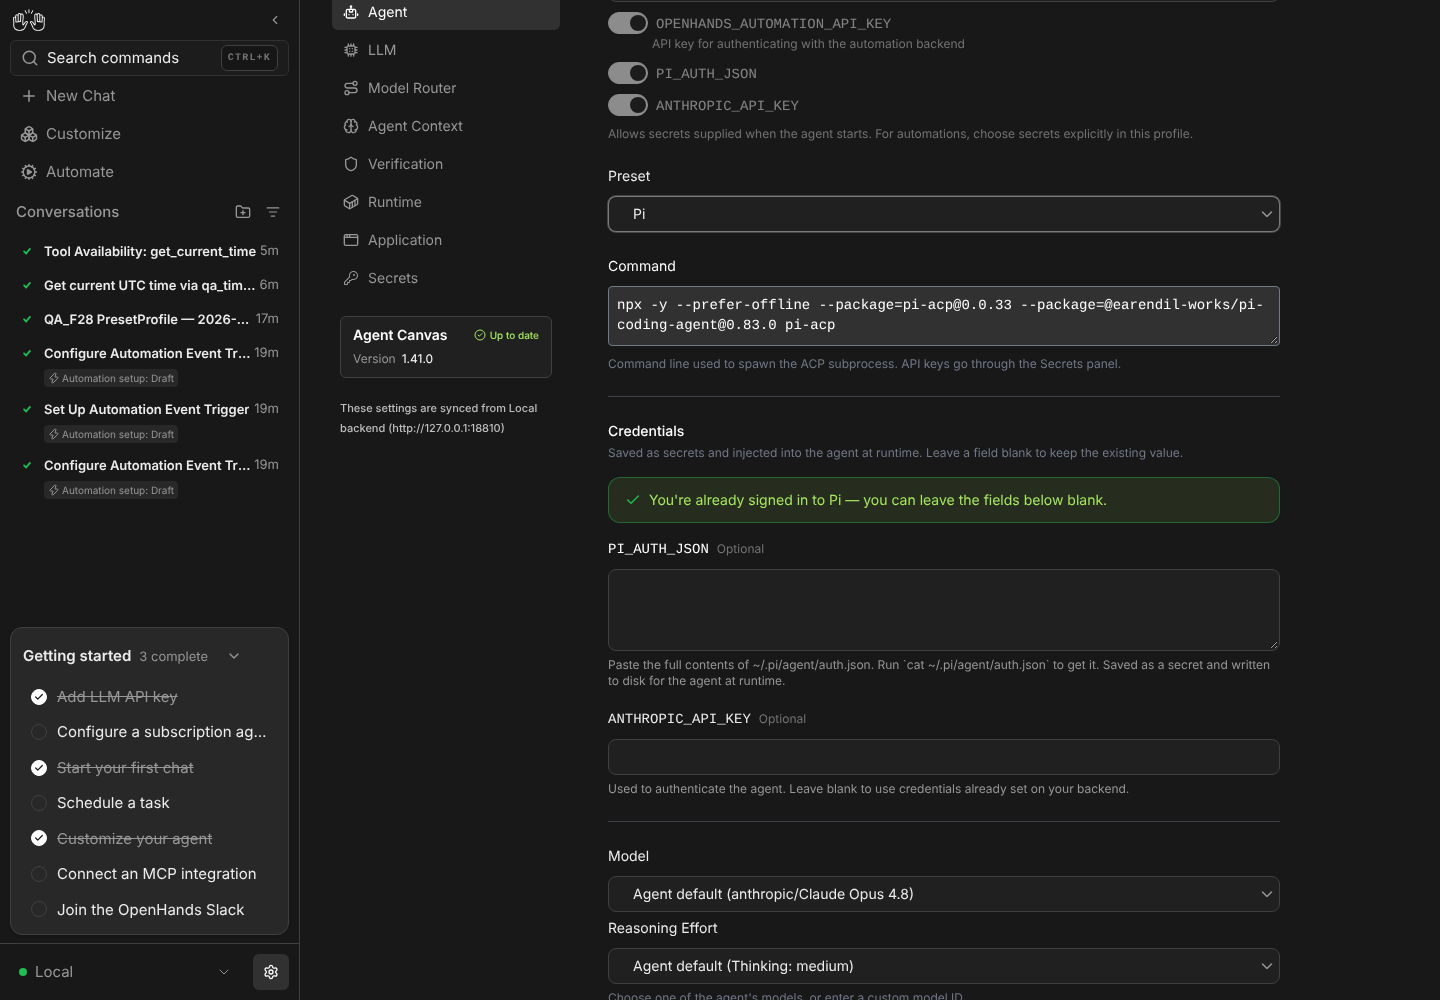 Search commands
CTRL+K
New Chat
Customize
Automate
Conversations
Tool Availability: get_current_time 5m
Get current UTC time via qa_tim... 6m
QA_F28 PresetProfile — 2026-... 17m
Configure Automation Event Tr... 19m
Automation setup: Draft
Set Up Automation Event Trigger 19m
Automation setup: Draft
Configure Automation Event Tr... 19m
Automation setup: Draft
Getting started 3 complete
Add LLM API key
Configure a subscription ag...
Start your first chat
Schedule a task
Customize your agent
Connect an MCP integration
Join the OpenHands Slack
Local
Agent
LLM
Model Router
Agent Context
Verification
Runtime
Application
Secrets
Agent Canvas Up to date
Version 1.41.0
These settings are synced from Local
backend (http://127.0.0.1:18810)
OPENHANDS_AUTOMATION_API_KEY
API key for authenticating with the automation backend
PI_AUTH_JSON
ANTHROPIC_API_KEY
Allows secrets supplied when the agent starts. For automations, choose secrets explicitly in this profile.
Preset
Pi
Command
npx -y --prefer-offline --package=pi-acp@0.0.33 --package=@earendil-works/pi-
coding-agent@0.83.0 pi-acp
Command line used to spawn the ACP subprocess. API keys go through the Secrets panel.
Credentials
Saved as secrets and injected into the agent at runtime. Leave a field blank to keep the existing value.
You're already signed in to Pi — you can leave the fields below blank.
PI_AUTH_JSON Optional
Paste the full contents of ~/.pi/agent/auth.json. Run `cat ~/.pi/agent/auth.json` to get it. Saved as a secret and written
to disk for the agent at runtime.
ANTHROPIC_API_KEY Optional
Used to authenticate the agent. Leave blank to use credentials already set on your backend.
Model
Agent default (anthropic/Claude Opus 4.8)
Reasoning Effort
Agent default (Thinking: medium)
Choose one of the agent's models, or enter a custom model ID.